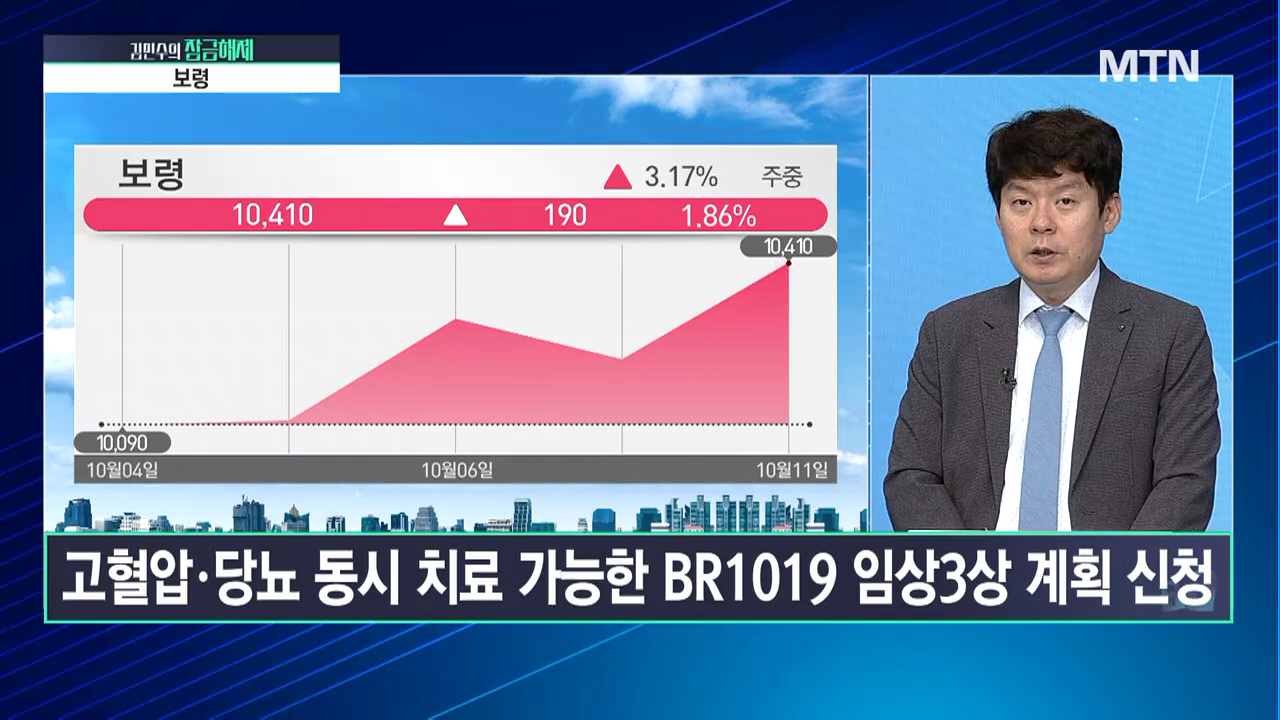 김민수의 잠금해제
보령
MTN
보령
▲ 3.17% 주중
10,410 ▲ 190 1.86%
10,410
10,090
10월04일 10월06일 10월11일
고혈압·당뇨 동시 치료 가능한 BR1019 임상3상 계획 신청